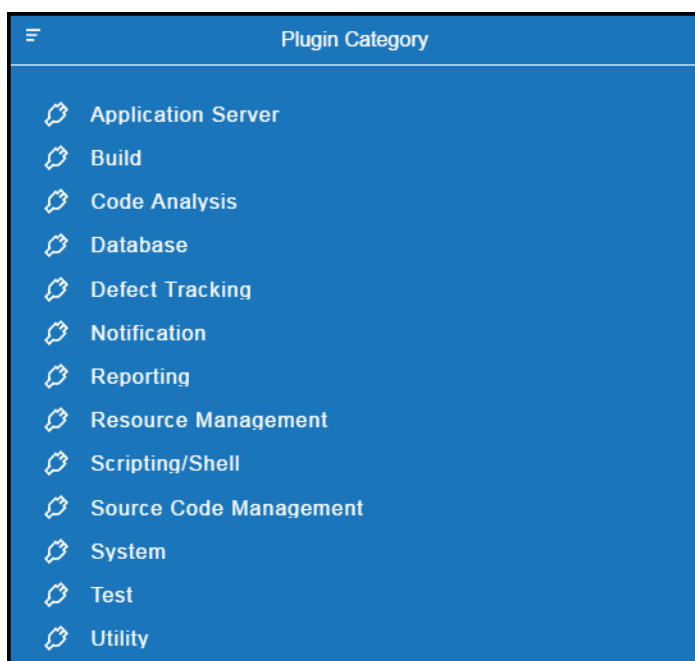 Plugin Category
Application Server
Build
Code Analysis
Database
Defect Tracking
Notification
Reporting
Resource Management
Scripting/Shell
Source Code Management
System
Test
Utility